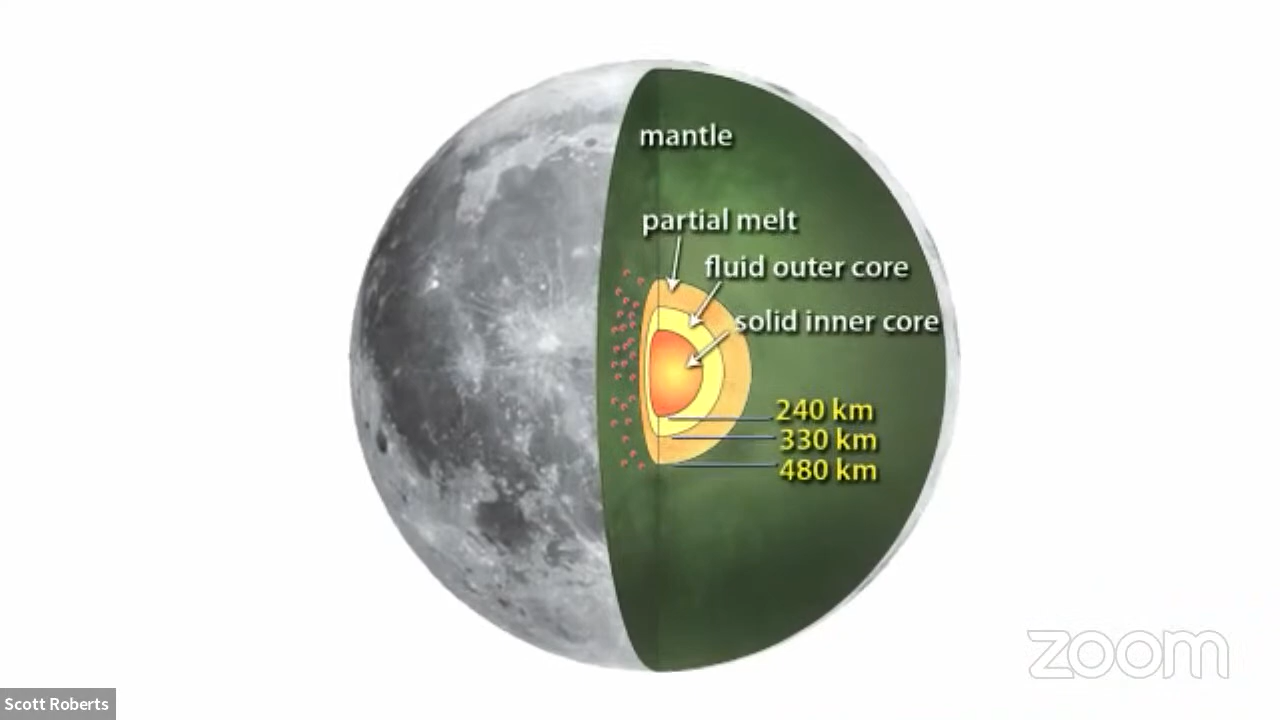 mantle
partial melt
fluid outer core
solid inner core
240 km
330 km
480 km
zoom
Scott Roberts